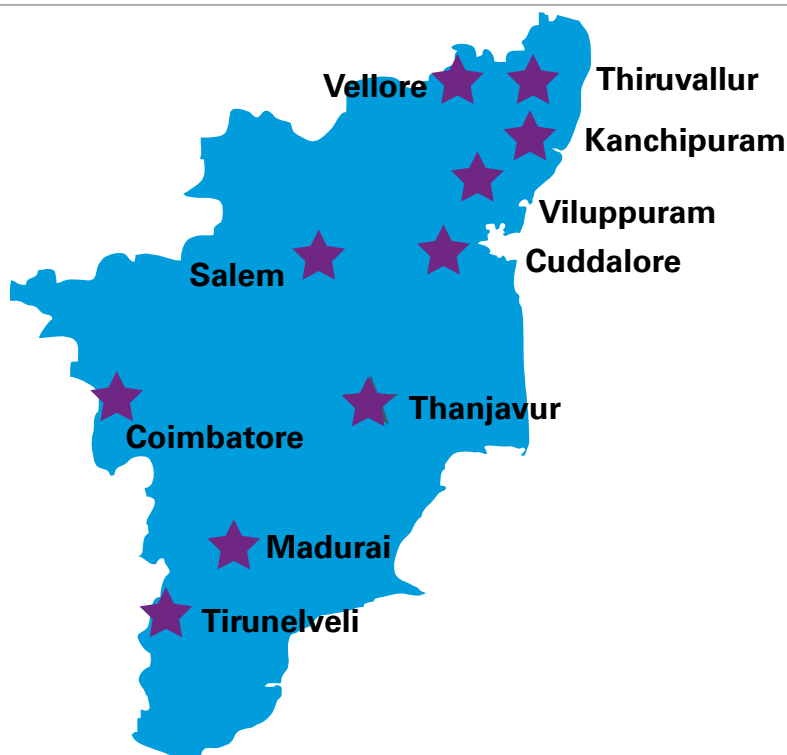 Vellore
Thiruvallur
Kanchipuram
Viluppuram
Cuddalore
Salem
Thanjavur
Coimbatore
Madurai
Tirunelveli